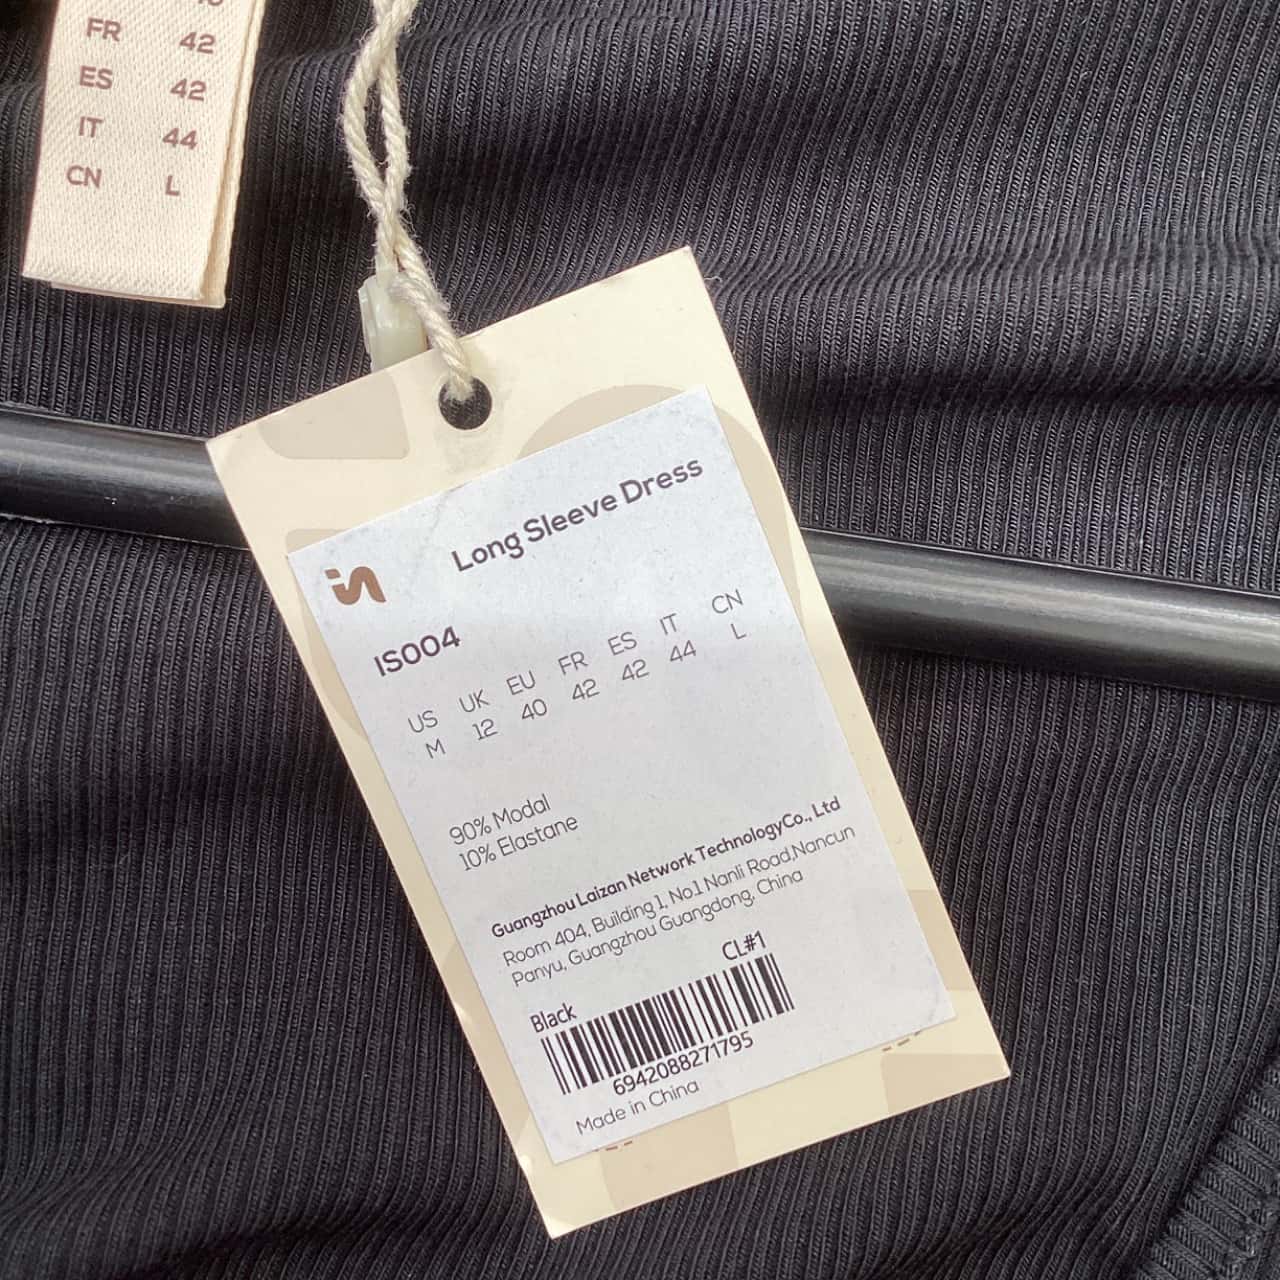 FR 42
ES 42
IT 44
CN L
Long Sleeve Dress
IS004
US UK EU FR ES IT CN
M 12 40 42 42 44 L
90% Modal
10% Elastane
Guangzhou Laizan Network TechnologyCo., Ltd
Room 404, Building 1, No.1 Nanli Road,Nancun
Panyu, Guangzhou Guangdong, China
Black CL#1
6942088271795
Made in China